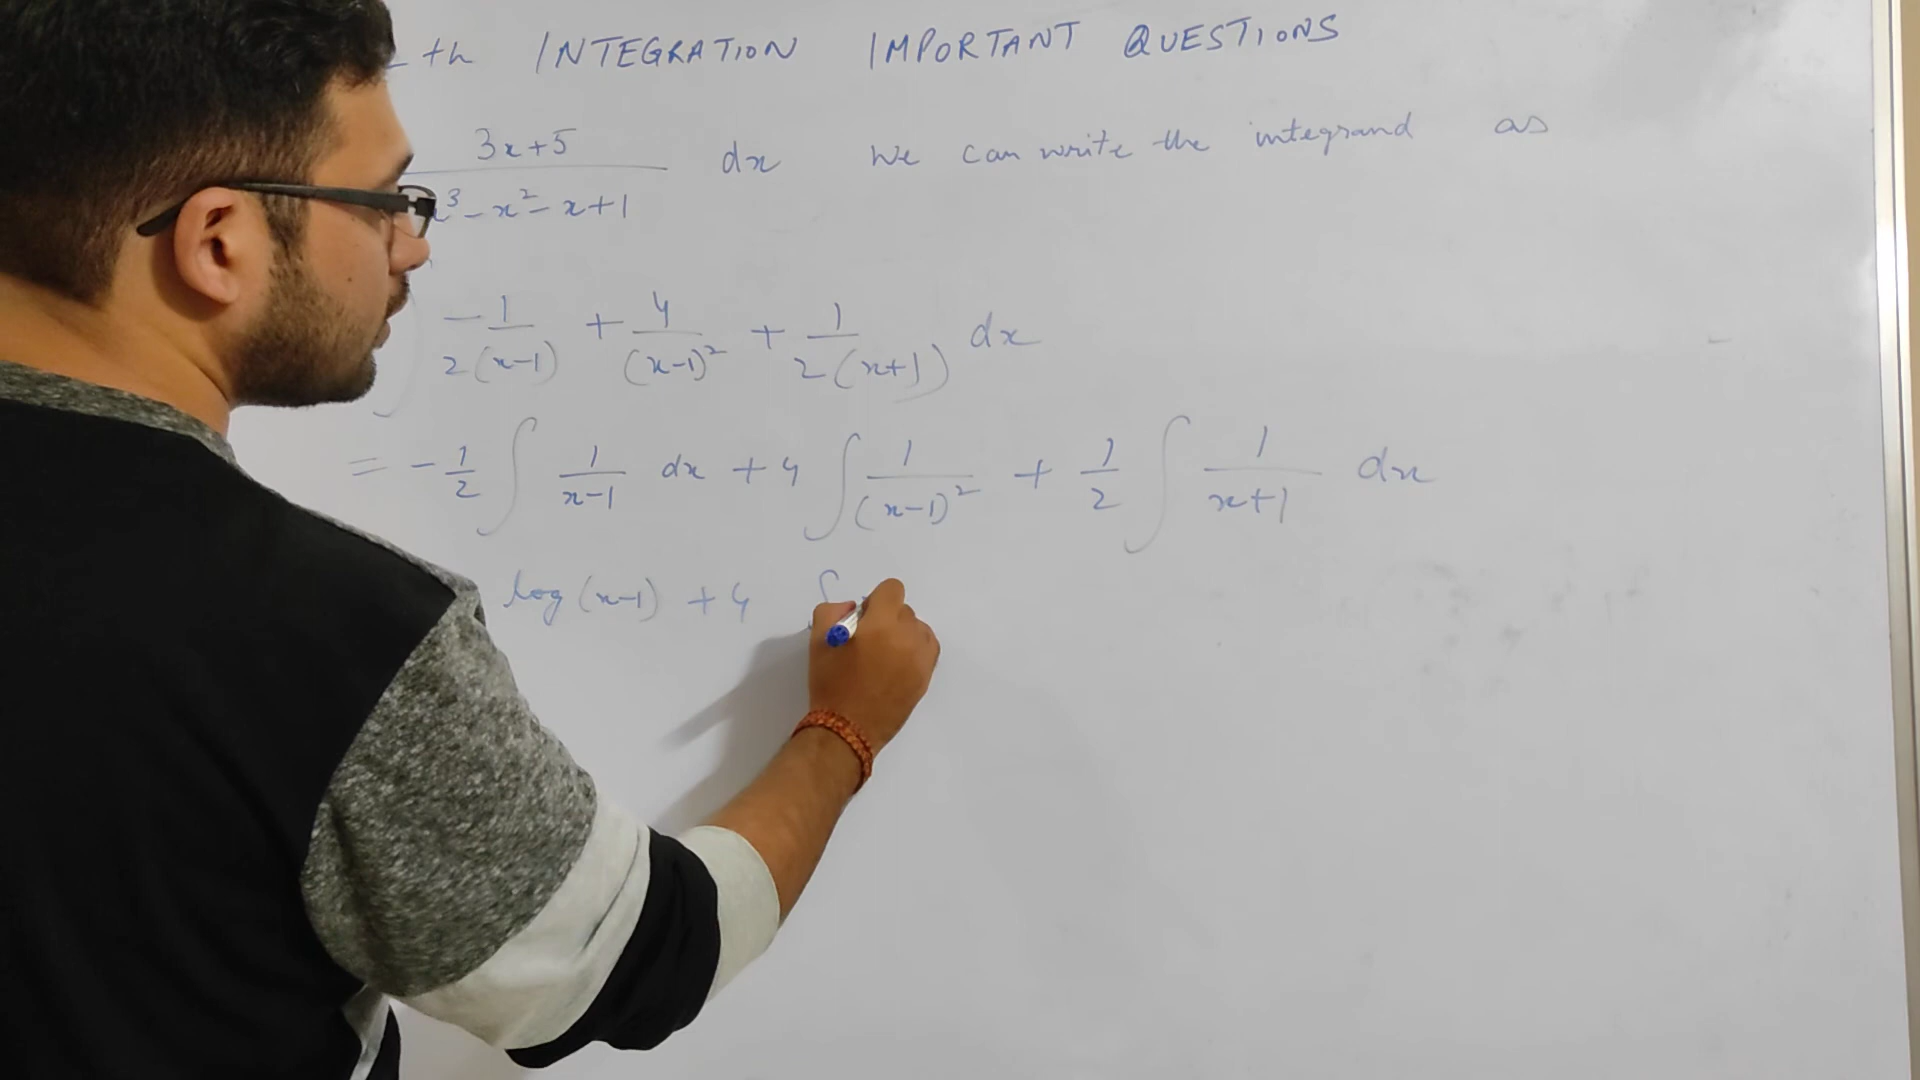 th INTEGRATION IMPORTANT QUESTIONS
3x+5 / x³-x²-x+1 dx We can write the integrand as
∫ -1/2(x-1) + 4/(x-1)² + 1/2(x+1) dx
= -1/2 ∫ 1/x-1 dx + 4 ∫ 1/(x-1)² + 1/2 ∫ 1/x+1 dx
log (x-1) + 4 ∫